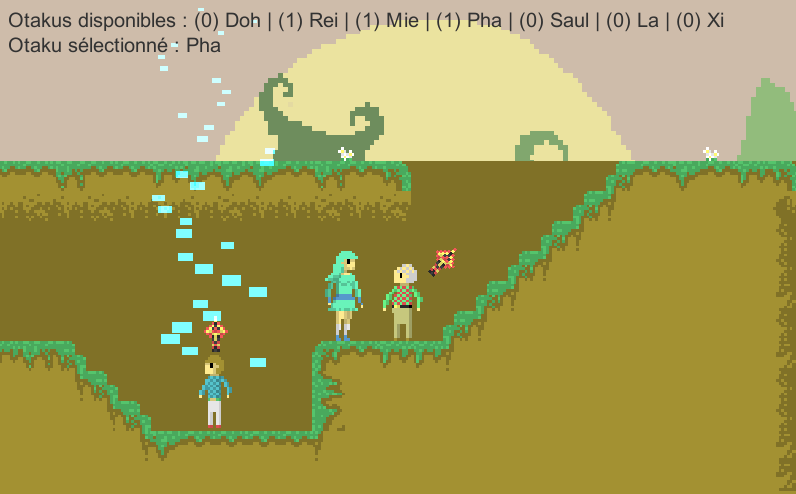 Otakus disponibles : (0) Doh | (1) Rei | (1) Mie | (1) Pha | (0) Saul | (0) La | (0) Xi
Otaku sélectionné : Pha